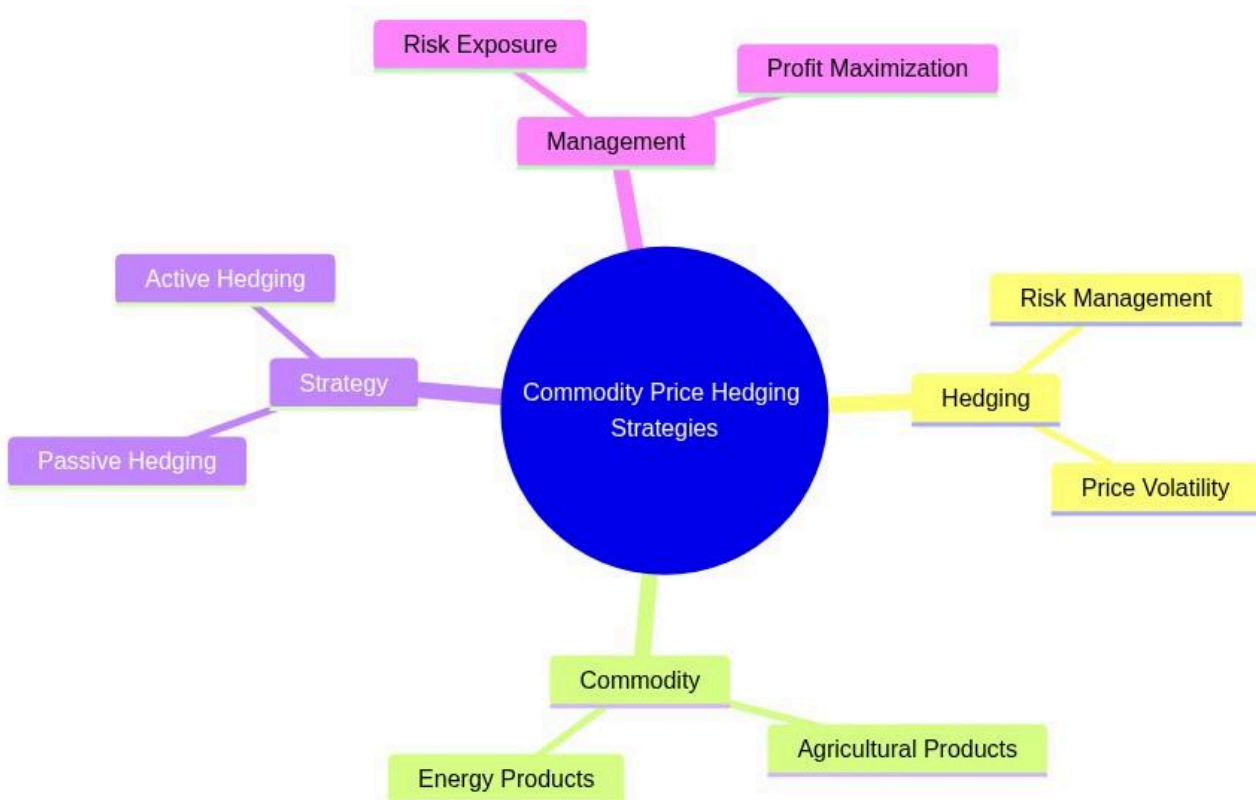 Risk Exposure
Profit Maximization
Management
Active Hedging
Risk Management
Strategy
Commodity Price Hedging
Strategies
Hedging
Passive Hedging
Price Volatility
Commodity
Agricultural Products
Energy Products